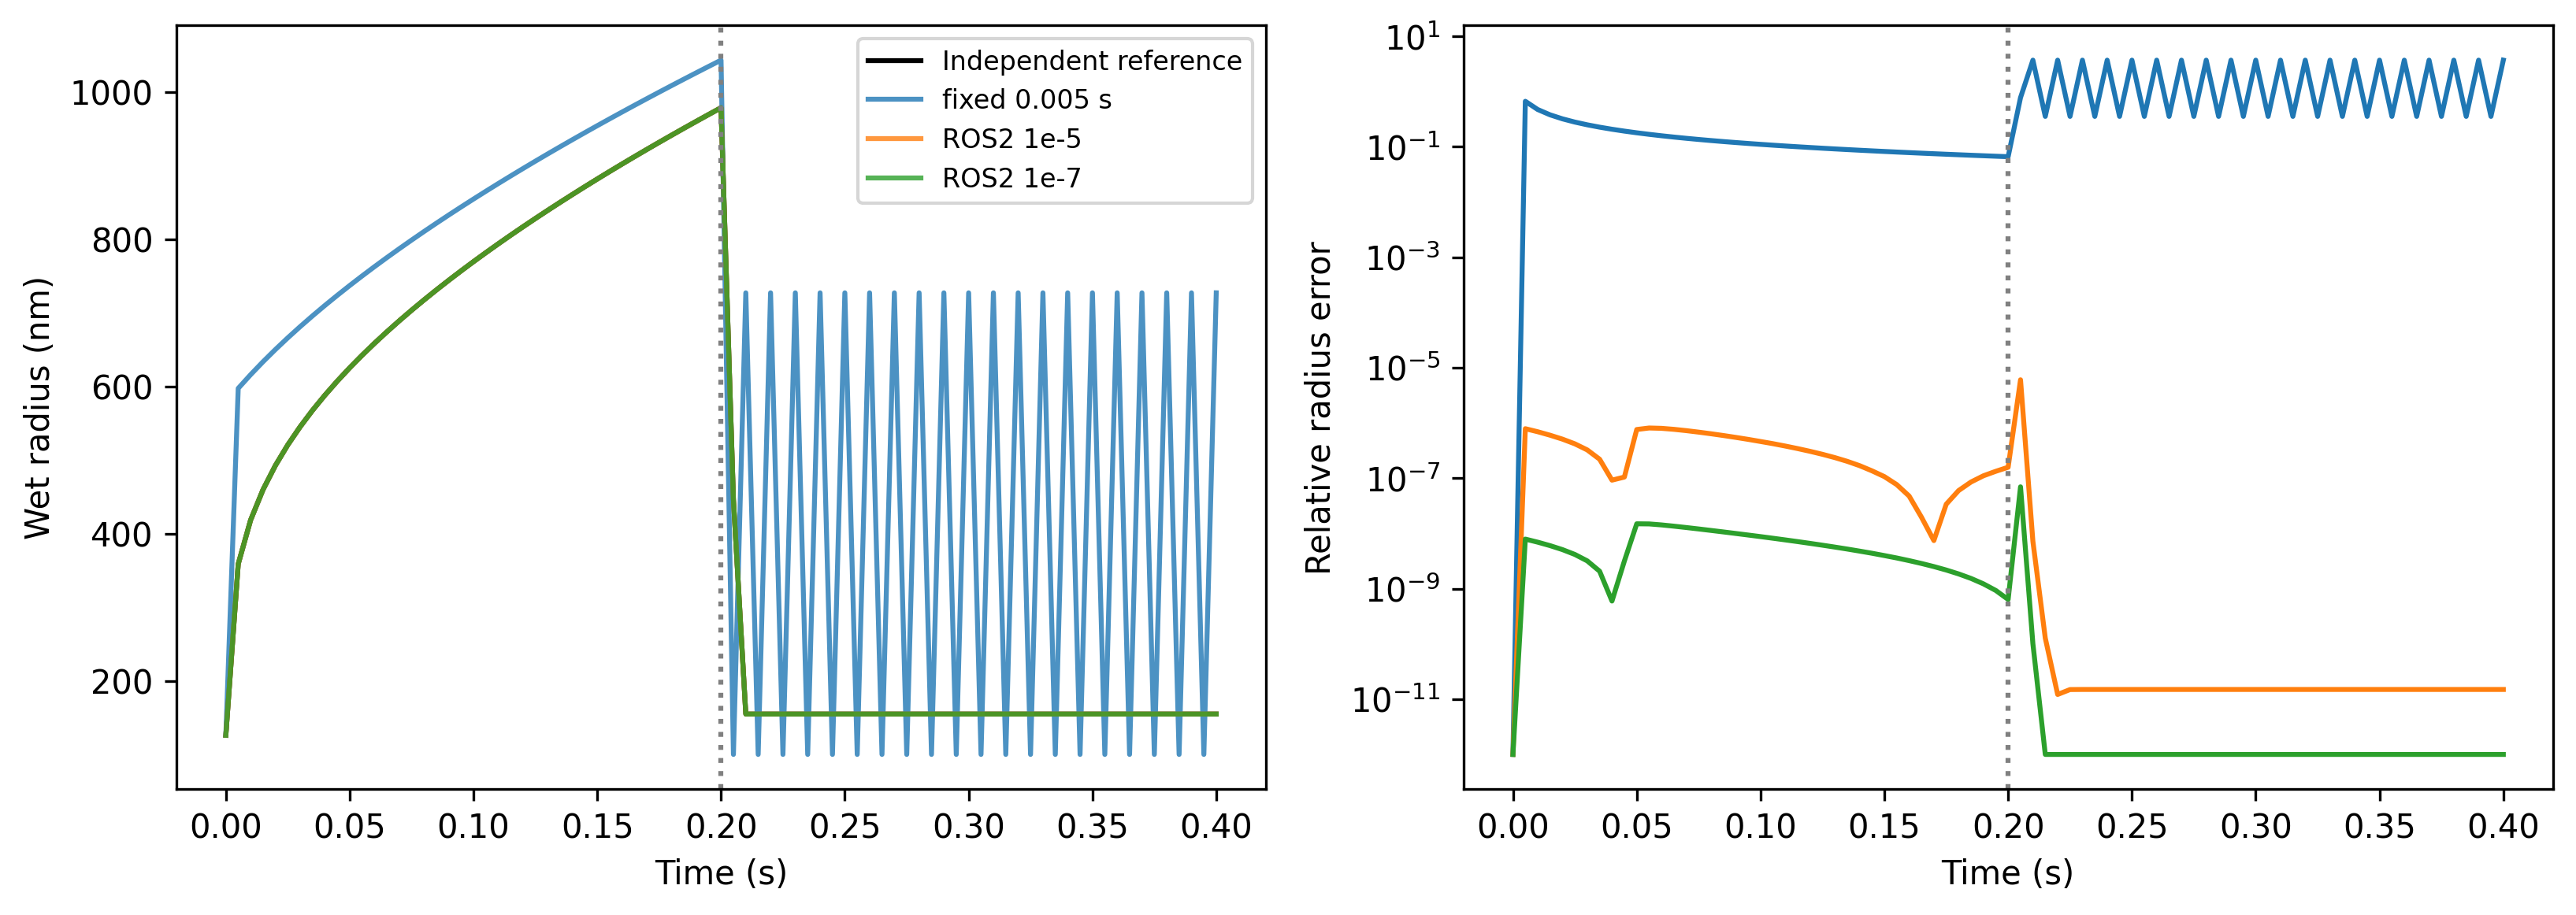 Wet radius (nm)
1000
800
600
400
200
0.00 0.05 0.10 0.15 0.20 0.25 0.30 0.35 0.40
Time (s)
Independent reference
fixed 0.005 s
ROS2 1e-5
ROS2 1e-7
Relative radius error
10¹
10⁻¹
10⁻³
10⁻⁵
10⁻⁷
10⁻⁹
10⁻¹¹
0.00 0.05 0.10 0.15 0.20 0.25 0.30 0.35 0.40
Time (s)